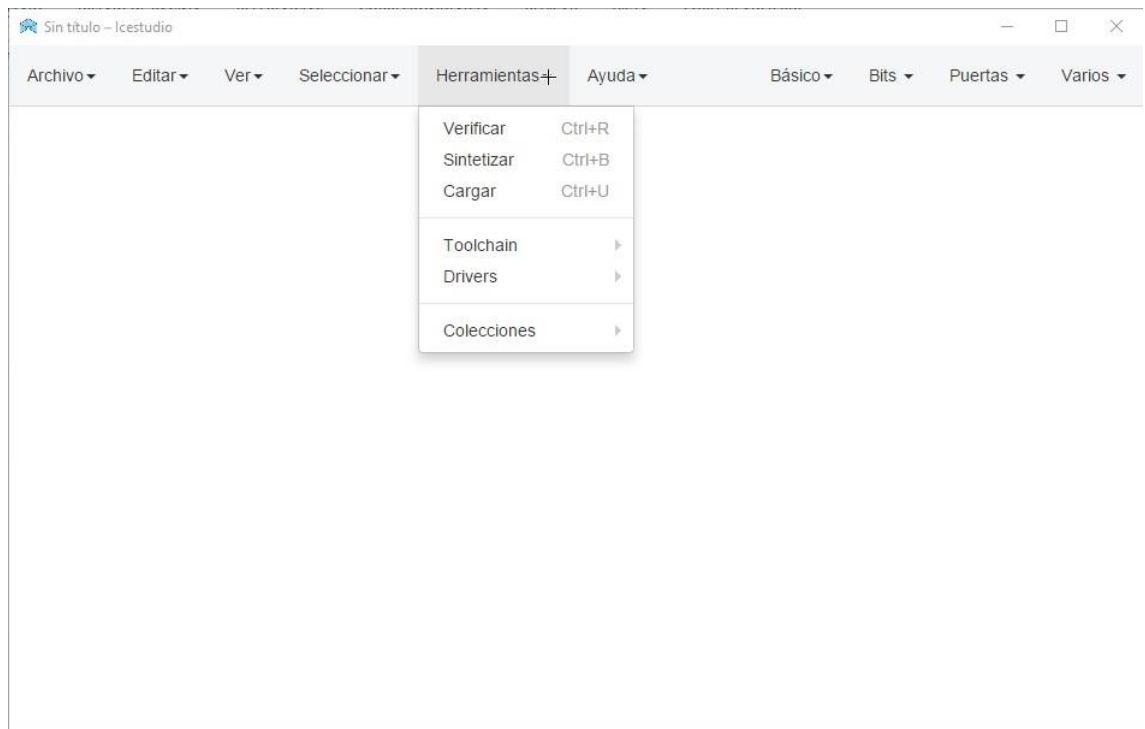 Sin título – Icestudio
Archivo Editar Ver Seleccionar Herramientas Ayuda Básico Bits Puertas Varios
Verificar Ctrl+R
Sintetizar Ctrl+B
Cargar Ctrl+U
Toolchain
Drivers
Colecciones